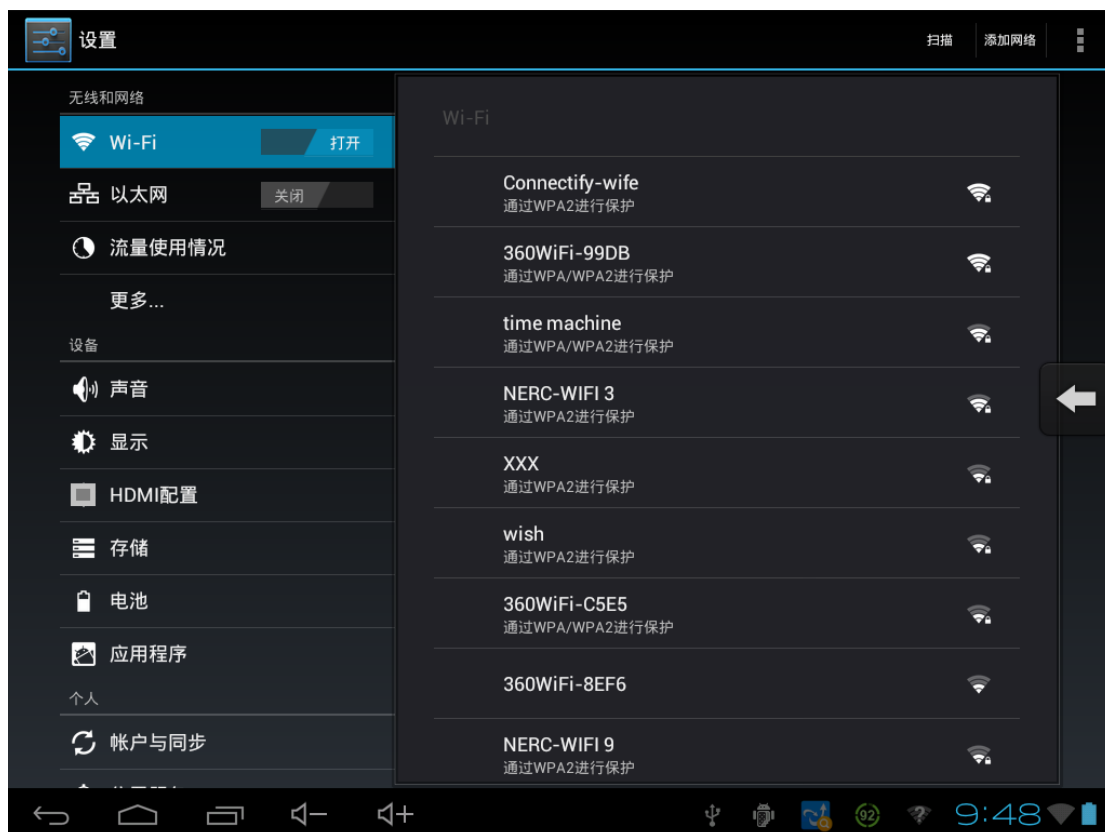 设置
扫描
添加网络
无线和网络
Wi-Fi
打开
以太网
关闭
流量使用情况
更多...
设备
声音
显示
HDMI配置
存储
电池
应用程序
个人
帐户与同步
Wi-Fi
Connectify-wife
通过WPA2进行保护
360WiFi-99DB
通过WPA/WPA2进行保护
time machine
通过WPA/WPA2进行保护
NERC-WIFI 3
通过WPA2进行保护
XXX
通过WPA2进行保护
wish
通过WPA2进行保护
360WiFi-C5E5
通过WPA/WPA2进行保护
360WiFi-8EF6
NERC-WIFI 9
通过WPA2进行保护
92
9:48